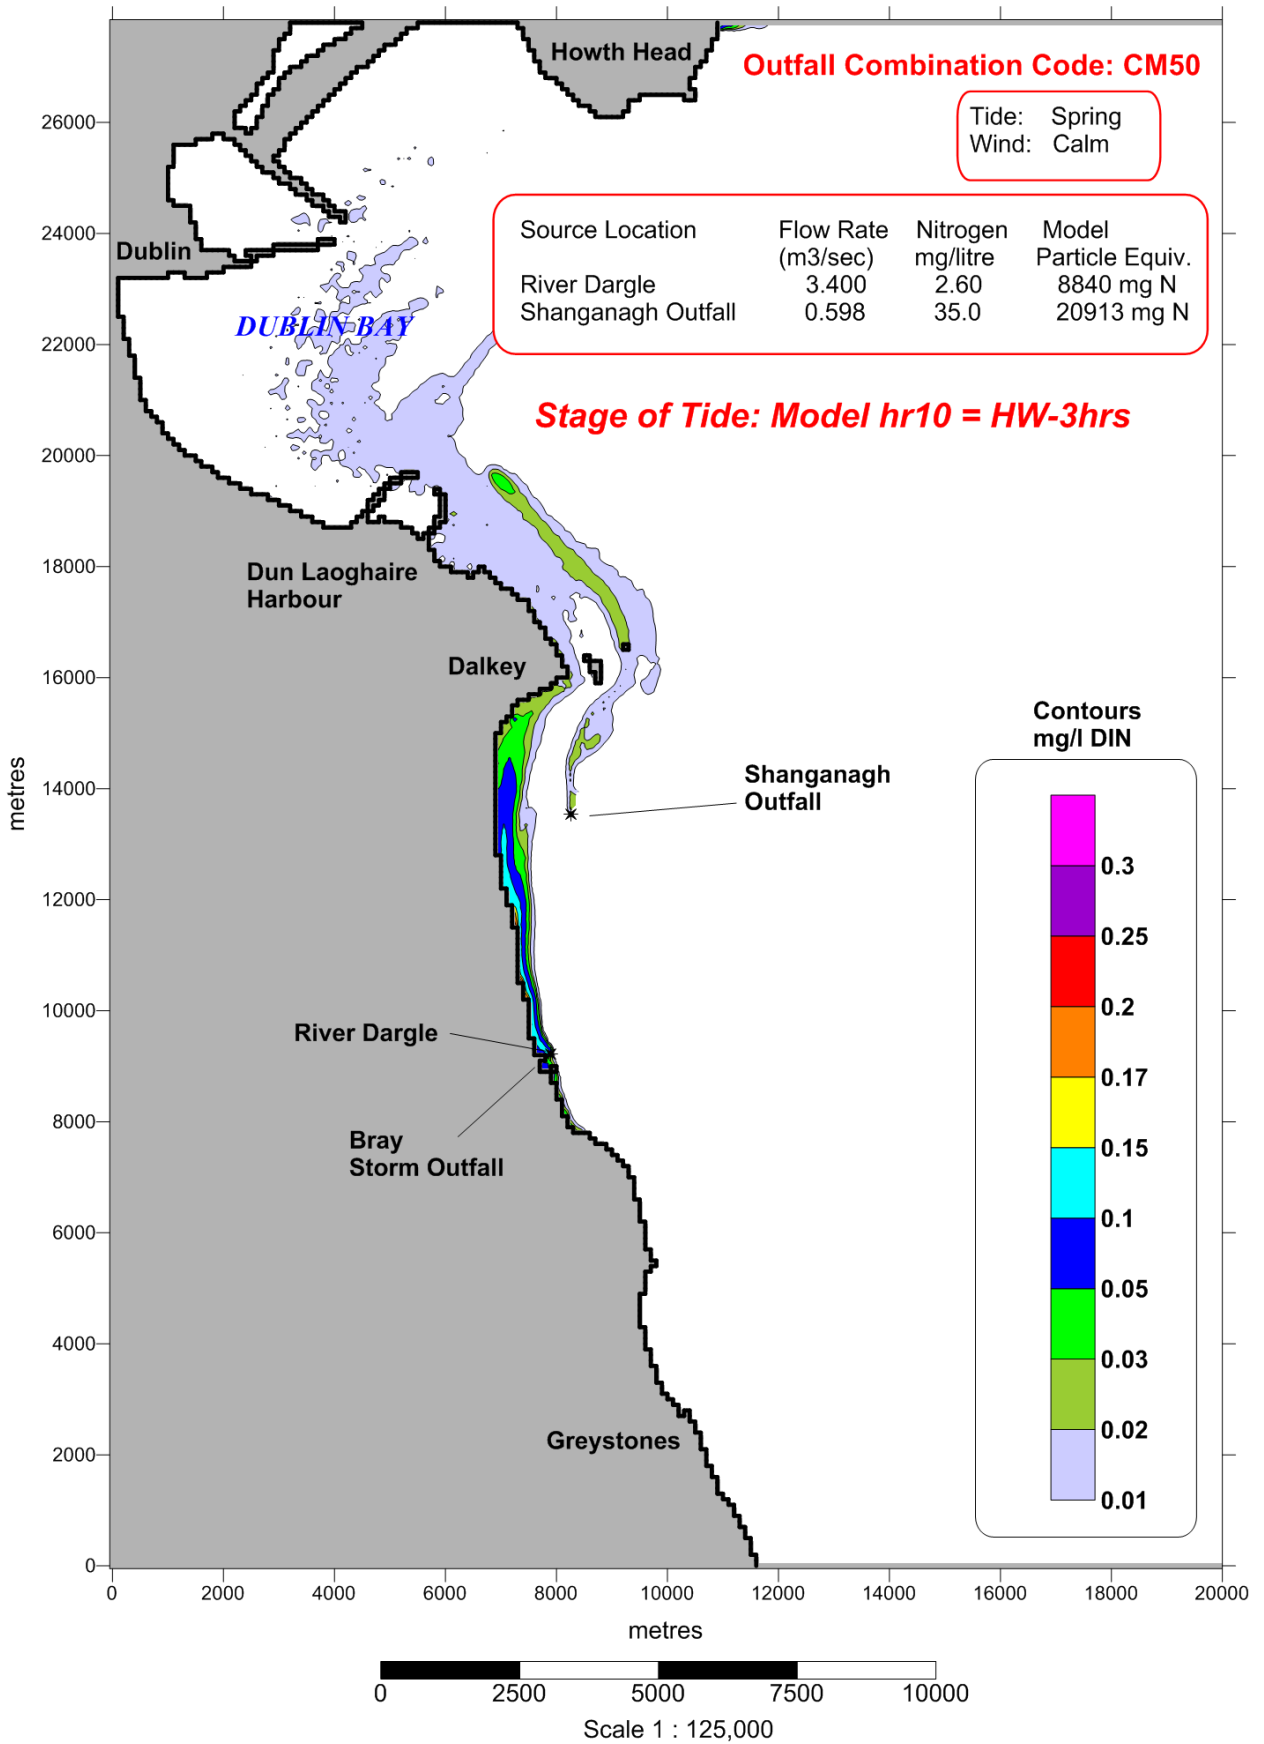 Howth Head
Outfall Combination Code: CM50
Tide: Spring
Wind: Calm
Source Location Flow Rate Nitrogen Model
(m3/sec) mg/litre Particle Equiv.
River Dargle 3.400 2.60 8840 mg N
Shanganagh Outfall 0.598 35.0 20913 mg N
Stage of Tide: Model hr10 = HW-3hrs
Dublin
DUBLIN BAY
Dun Laoghaire
Harbour
Dalkey
Shanganagh
Outfall
River Dargle
Bray
Storm Outfall
Greystones
Contours
mg/l DIN
0.3
0.25
0.2
0.17
0.15
0.1
0.05
0.03
0.02
0.01
metres
26000
24000
22000
20000
18000
16000
14000
12000
10000
8000
6000
4000
2000
0
0 2000 4000 6000 8000 10000 12000 14000 16000 18000 20000
metres
0 2500 5000 7500 10000
Scale 1 : 125,000